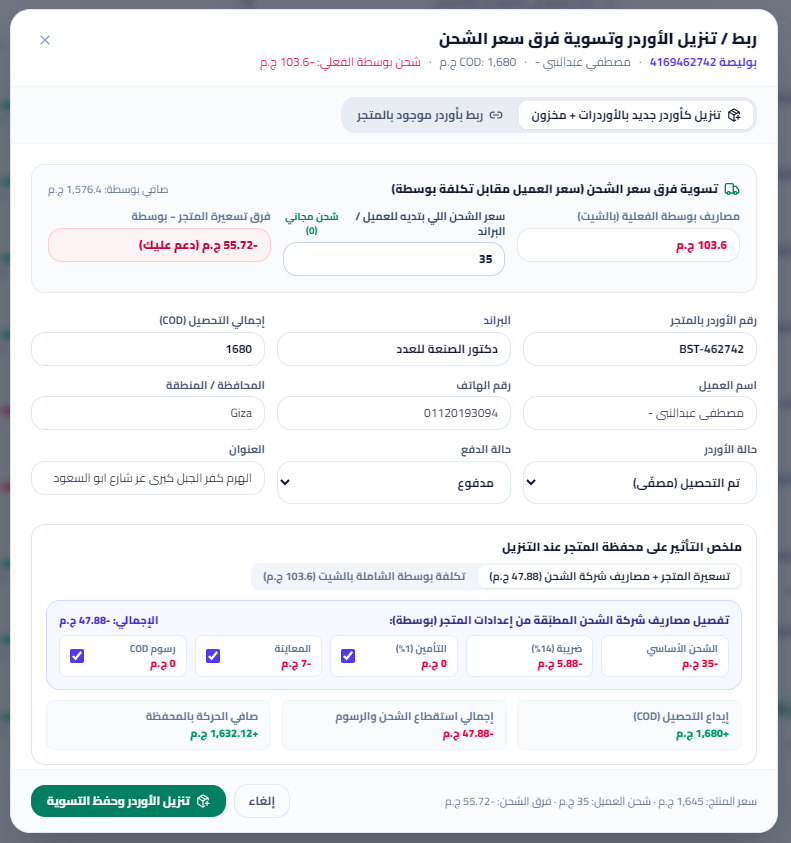 ربط / تنزيل الأوردر وتسوية فرق سعر الشحن
بوليصة 4169462742 · مصطفي عبدالنبي - · COD: 1,680 ج.م · شحن بوسطة الفعلي: -103.6 ج.م
تنزيل كأوردر جديد بالأوردرات + مخزون
ربط بأوردر موجود بالمتجر
تسوية فرق سعر الشحن (سعر العميل مقابل تكلفة بوسطة)
صافي بوسطة: 1,576.4 ج.م
مصاريف بوسطة الفعلية (بالشيت)
103.6 ج.م
سعر الشحن اللي بتديه للعميل / البراند
شحن مجاني (0)
35
فرق تسعيرة المتجر – بوسطة
-55.72 ج.م (دعم عليك)
رقم الأوردر بالمتجر
BST-462742
البراند
دكتور الصنعة للعدد
إجمالي التحصيل (COD)
1680
اسم العميل
مصطفى عبدالنبى -
رقم الهاتف
01120193094
المحافظة / المنطقة
Giza
حالة الأوردر
تم التحصيل (مصفّى)
حالة الدفع
مدفوع
العنوان
الهرم كفر الجبل كبرى عز شارع ابو السعود
ملخص التأثير على محفظة المتجر عند التنزيل
تسعيرة المتجر + مصاريف شركة الشحن (47.88 ج.م)
تكلفة بوسطة الشاملة بالشيت (103.6 ج.م)
تفصيل مصاريف شركة الشحن المطبّقة من إعدادات المتجر (بوسطة):
الإجمالي: -47.88 ج.م
الشحن الأساسي
-35 ج.م
ضريبة (14%)
-5.88 ج.م
التأمين (1%)
0 ج.م
المعاينة
-7 ج.م
رسوم COD
0 ج.م
إيداع التحصيل (COD)
+1,680 ج.م
إجمالي استقطاع الشحن والرسوم
-47.88 ج.م
صافي الحركة بالمحفظة
+1,632.12 ج.م
سعر المنتج: 1,645 ج.م · شحن العميل: 35 ج.م · فرق الشحن: -55.72 ج.م
إلغاء
تنزيل الأوردر وحفظ التسوية